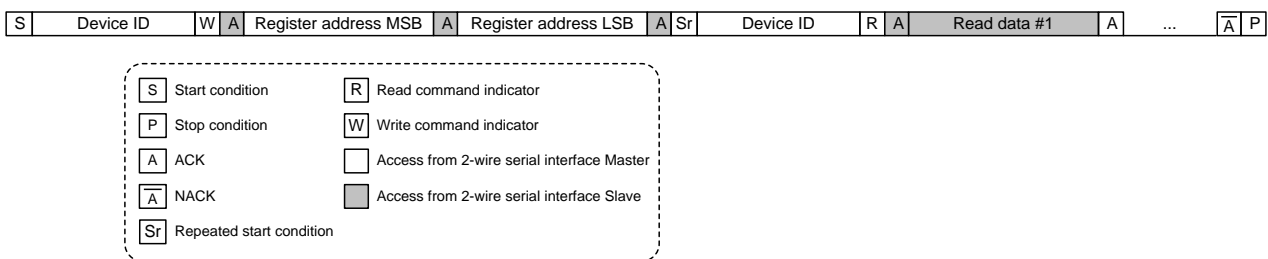 S Device ID W A Register address MSB A Register address LSB A Sr Device ID R A Read data #1 A ... A P
S Start condition R Read command indicator
P Stop condition W Write command indicator
A ACK Access from 2-wire serial interface Master
A NACK Access from 2-wire serial interface Slave
Sr Repeated start condition